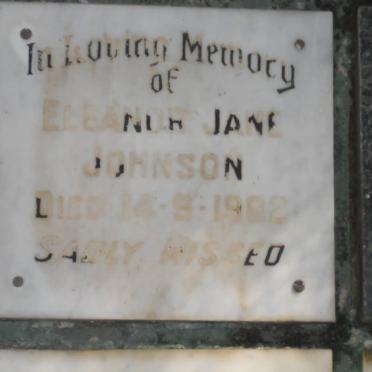 In Loving Memory
of
ELEANOR JANE
JOHNSON
DIED 14-9-1982
SADLY MISSED